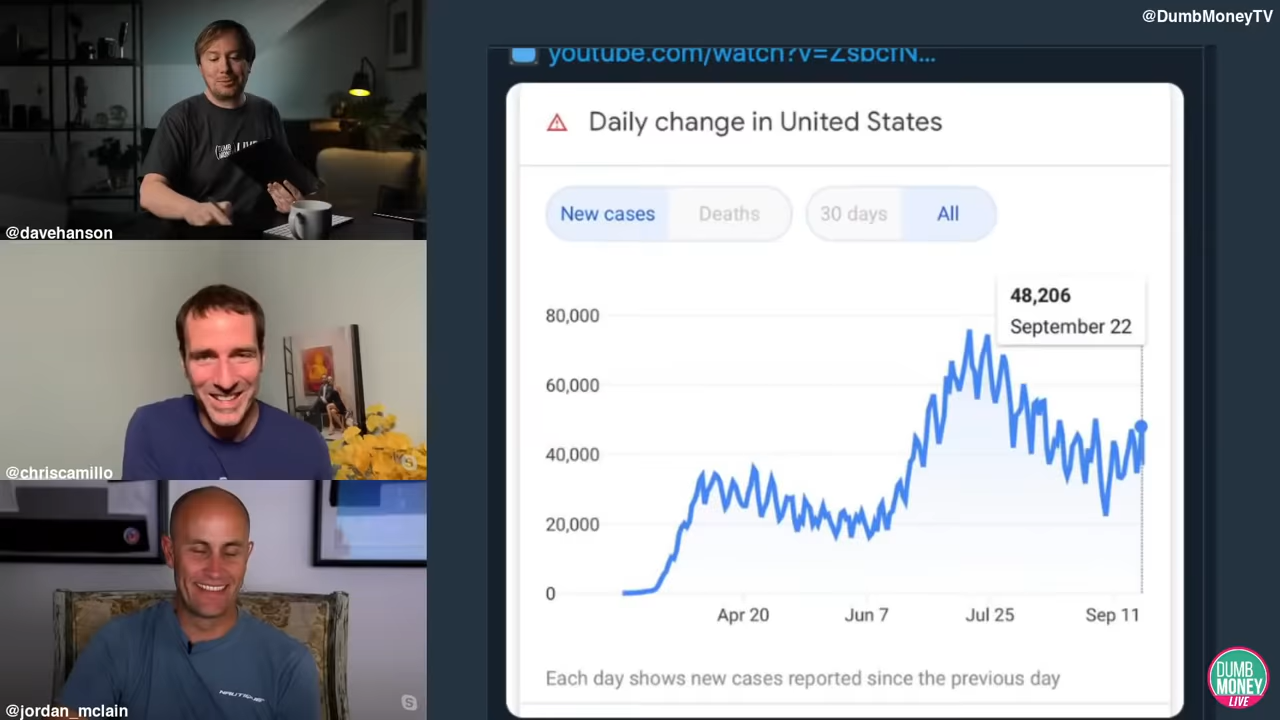 @DumbMoneyTV
youtube.com/watch?v=ZsbcfN...
Daily change in United States
New cases
Deaths
30 days
All
48,206
September 22
80,000
60,000
40,000
20,000
0
Apr 20
Jun 7
Jul 25
Sep 11
Each day shows new cases reported since the previous day
DUMB
MONEY
LIVE
@davehanson
@chriscamillo
NAUTIQUE
@jordan_mclain